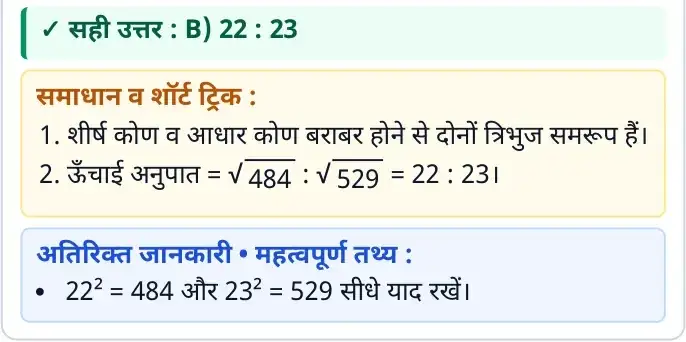 ✓ सही उत्तर : B) 22 : 23
समाधान व शॉर्ट ट्रिक :
1. शीर्ष कोण व आधार कोण बराबर होने से दोनों त्रिभुज समरूप हैं।
2. ऊँचाई अनुपात = √484 : √529 = 22 : 23।
अतिरिक्त जानकारी • महत्वपूर्ण तथ्य :
• 22² = 484 और 23² = 529 सीधे याद रखें।